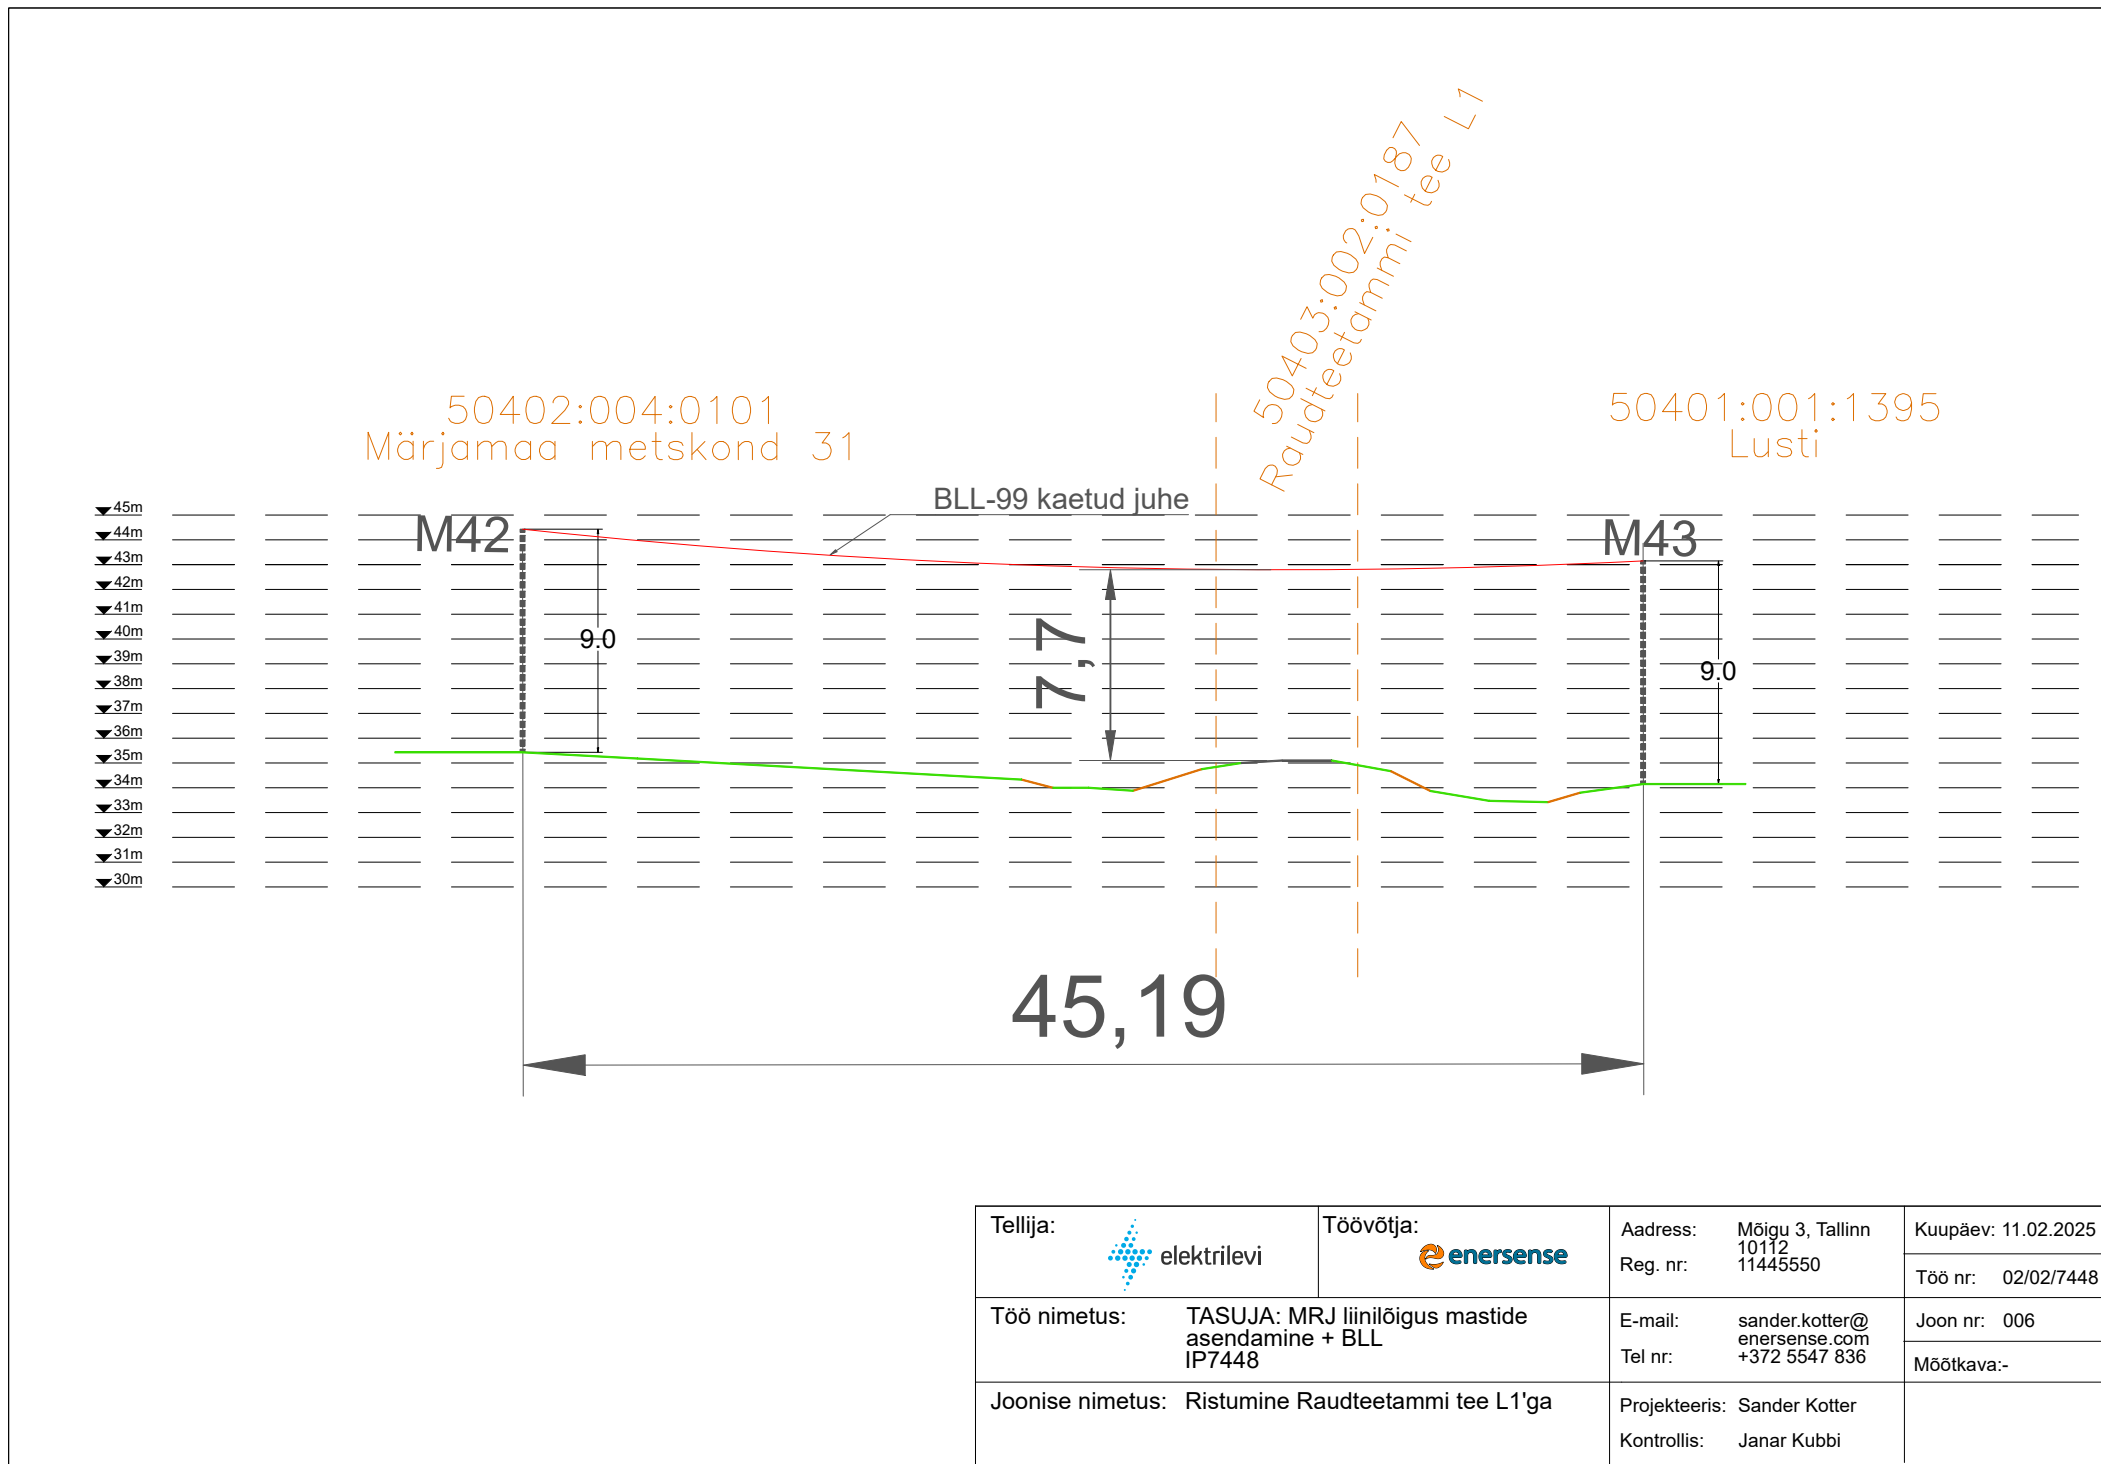 50403:002:0187
Raudteetammi tee L1
50402:004:0101
Märjamaa metskond 31
50401:001:1395
Lusti
BLL-99 kaetud juhe
M42
M43
45m
44m
43m
42m
41m
40m
39m
38m
37m
36m
35m
34m
33m
32m
31m
30m
9.0
7,7
9.0
45,19
Tellija:
elektrilevi
Töövõtja:
enersense
Aadress: Mõigu 3, Tallinn
10112
Reg. nr: 11445550
Kuupäev: 11.02.2025
Töö nr: 02/02/7448
Töö nimetus: TASUJA: MRJ liinilõigus mastide
asendamine + BLL
IP7448
E-mail: sander.kotter@
enersense.com
Tel nr: +372 5547 836
Joon nr: 006
Mõõtkava:-
Joonise nimetus: Ristumine Raudteetammi tee L1'ga
Projekteeris: Sander Kotter
Kontrollis: Janar Kubbi